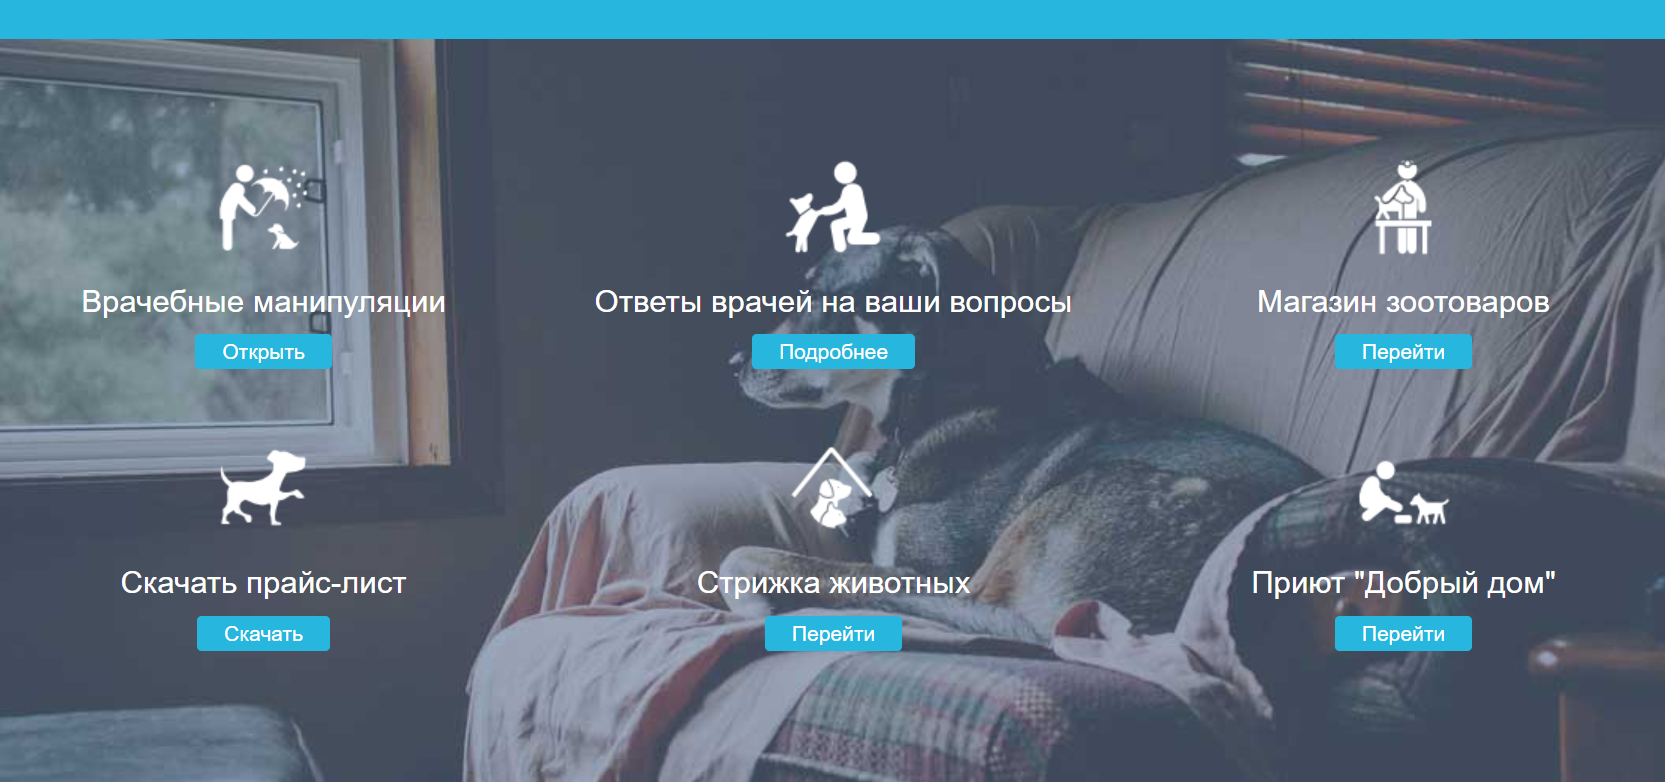 Врачебные манипуляции
Открыть
Ответы врачей на ваши вопросы
Подробнее
Магазин зоотоваров
Перейти
Скачать прайс-лист
Скачать
Стрижка животных
Перейти
Приют "Добрый дом"
Перейти